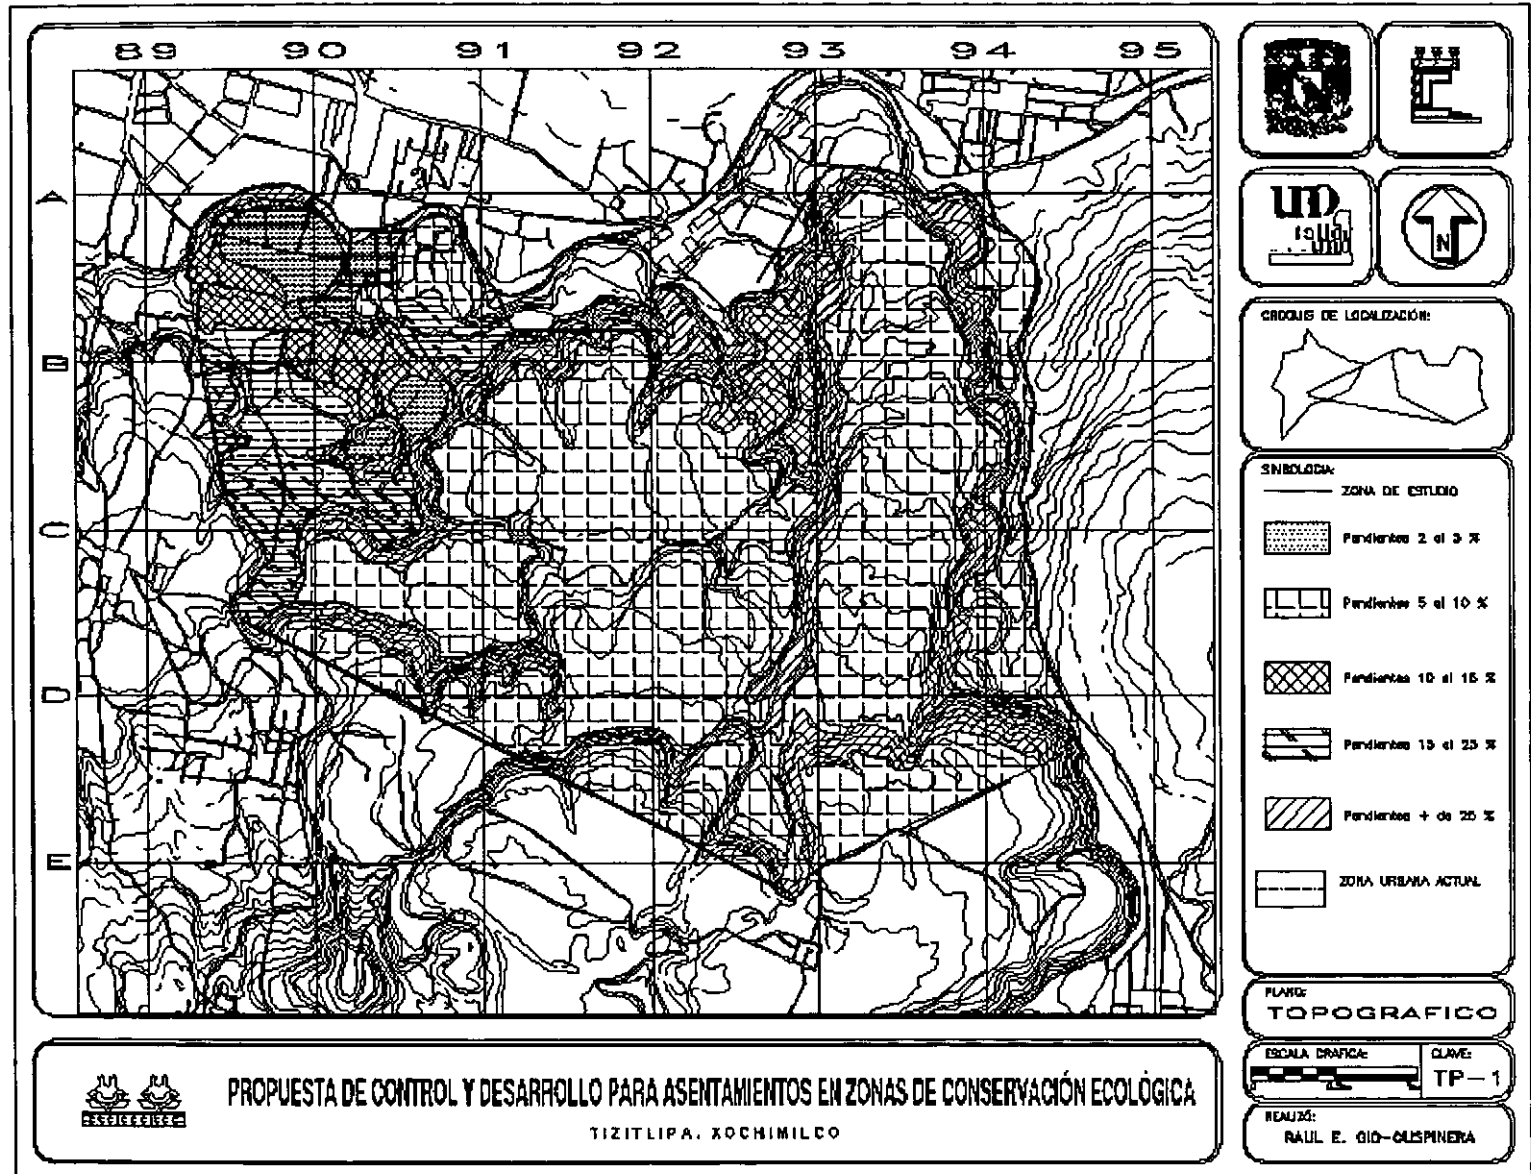 89 90 91 92 93 94 95
A
B
C
D
E
N
CROQUIS DE LOCALIZACIÓN:
SIMBOLOGIA:
ZONA DE ESTUDIO
Pendientes 2 al 3 %
Pendientes 5 al 10 %
Pendientes 10 al 15 %
Pendientes 15 al 25 %
Pendientes + de 25 %
ZONA URBANA ACTUAL
PLANO:
TOPOGRAFICO
ESCALA GRAFICA:
CLAVE:
TP-1
REALIZÓ:
RAUL E. GIO-
PROPUESTA DE CONTROL Y DESARROLLO PARA ASENTAMIENTOS EN ZONAS DE CONSERVACIÓN ECOLÓGICA
TIZITLIPA, XOCHIMILCO